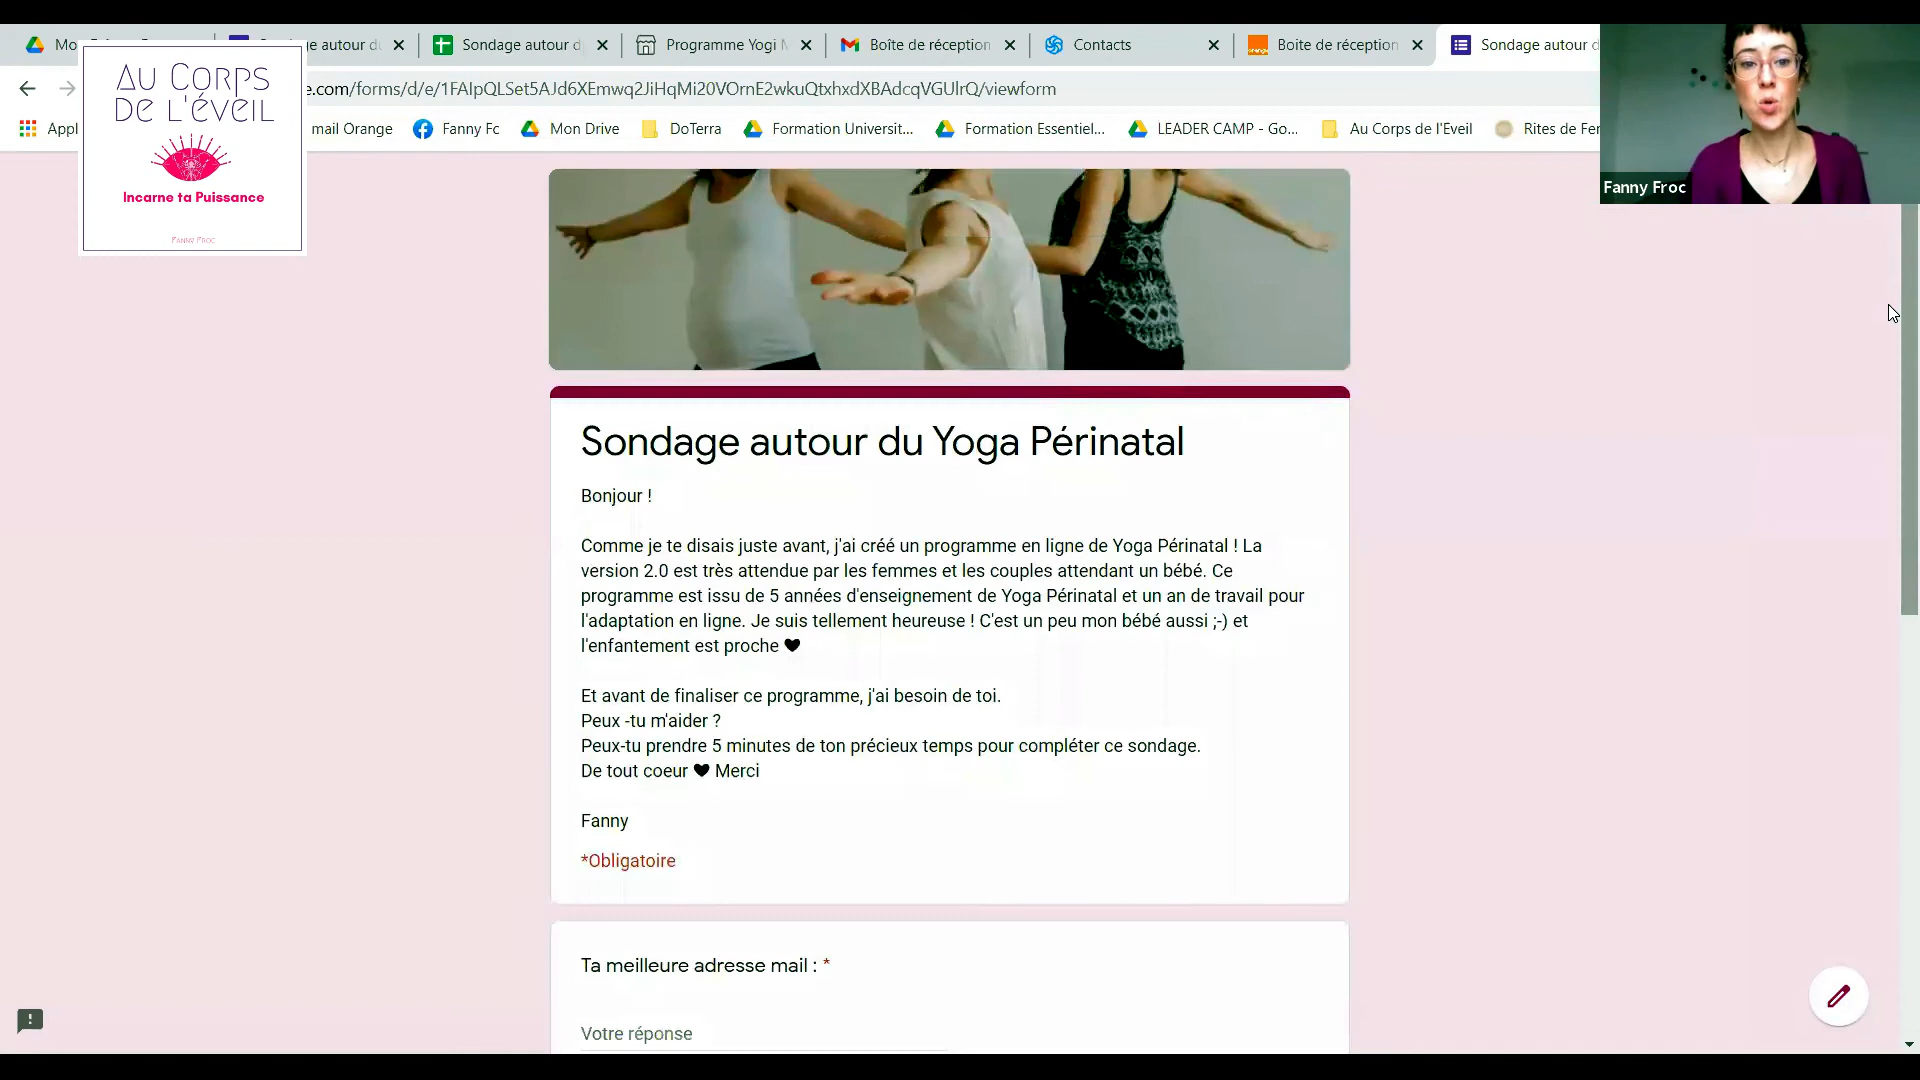 Mo
Sondage autour d
Sondage autour d
Programme Yogi M
Boîte de réception
Contacts
Boite de réception
Sondage autour d
e.com/forms/d/e/1FAIpQLSet5AJd6XEmwq2JiHqMi20VOrnE2wkuQtxhxdXBAdcqVGUlrQ/viewform
Appl
mail Orange
Fanny Fc
Mon Drive
DoTerra
Formation Universit...
Formation Essentiel...
LEADER CAMP - Go...
Au Corps de l'Eveil
Rites de Fer
AU CORPS
DE L'ÉVEIL
Incarne ta Puissance
FANNY FROC
Fanny Froc
Sondage autour du Yoga Périnatal
Bonjour !
Comme je te disais juste avant, j'ai créé un programme en ligne de Yoga Périnatal ! La
version 2.0 est très attendue par les femmes et les couples attendant un bébé. Ce
programme est issu de 5 années d'enseignement de Yoga Périnatal et un an de travail pour
l'adaptation en ligne. Je suis tellement heureuse ! C'est un peu mon bébé aussi ;-) et
l'enfantement est proche ♥
Et avant de finaliser ce programme, j'ai besoin de toi.
Peux -tu m'aider ?
Peux-tu prendre 5 minutes de ton précieux temps pour compléter ce sondage.
De tout coeur ♥ Merci
Fanny
*Obligatoire
Ta meilleure adresse mail : *
Votre réponse